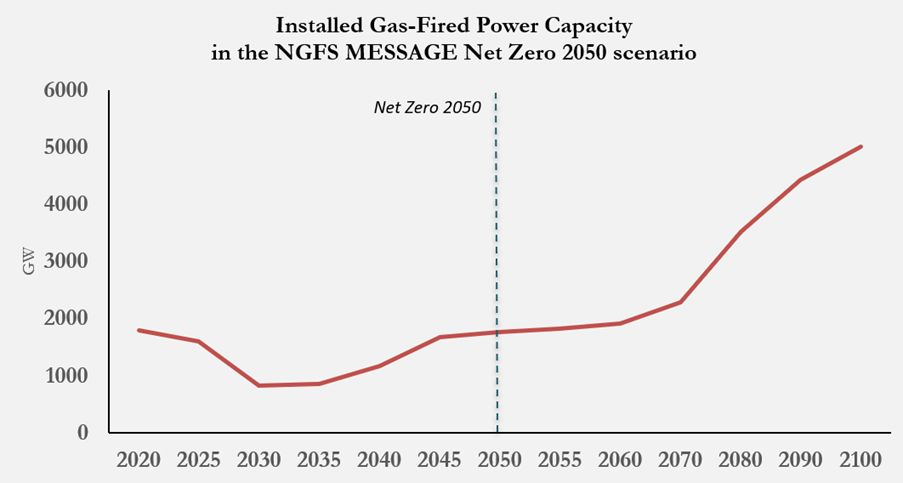 Installed Gas-Fired Power Capacity
in the NGFS MESSAGE Net Zero 2050 scenario
6000
Net Zero 2050
5000
4000
3000
GW
2000
1000
0
2020 2025 2030 2035 2040 2045 2050 2055 2060 2070 2080 2090 2100